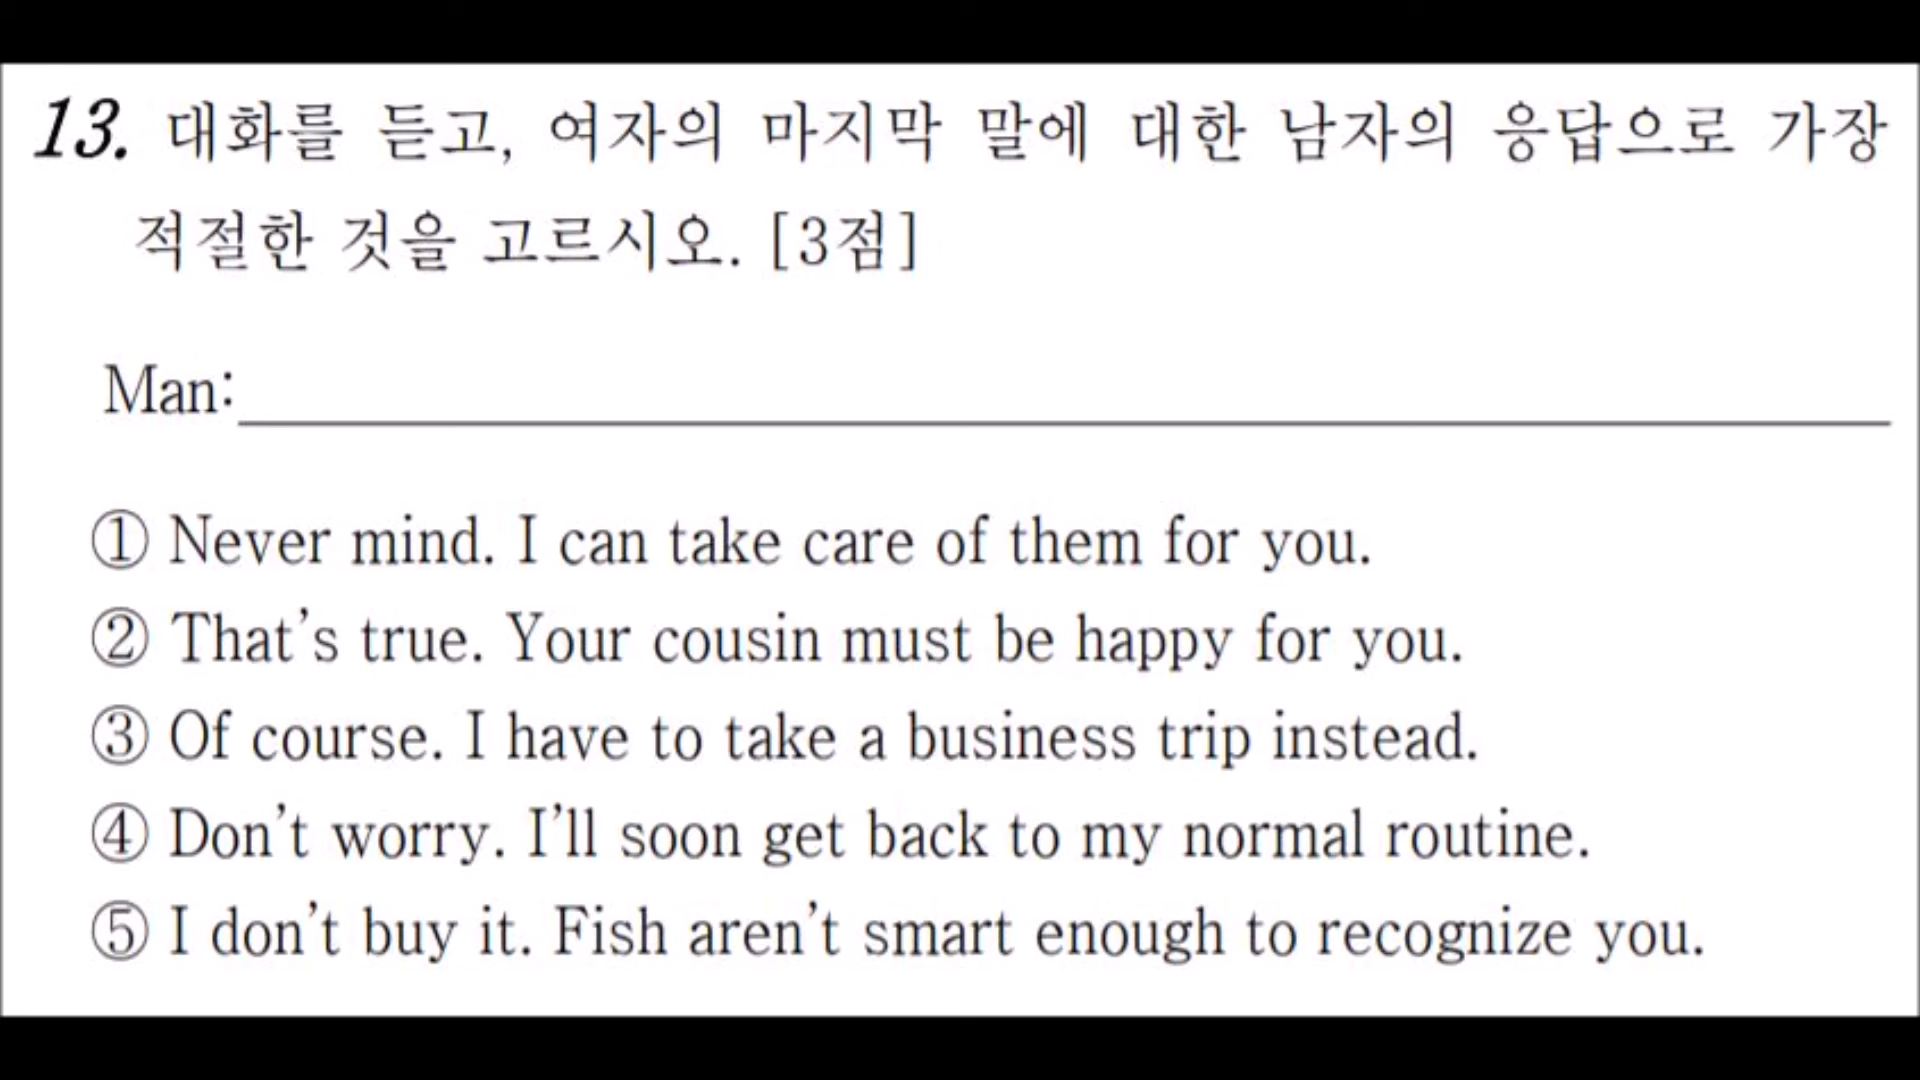 13. 대화를 듣고, 여자의 마지막 말에 대한 남자의 응답으로 가장
적절한 것을 고르시오. [3점]
Man:
① Never mind. I can take care of them for you.
② That's true. Your cousin must be happy for you.
③ Of course. I have to take a business trip instead.
④ Don't worry. I'll soon get back to my normal routine.
⑤ I don't buy it. Fish aren't smart enough to recognize you.